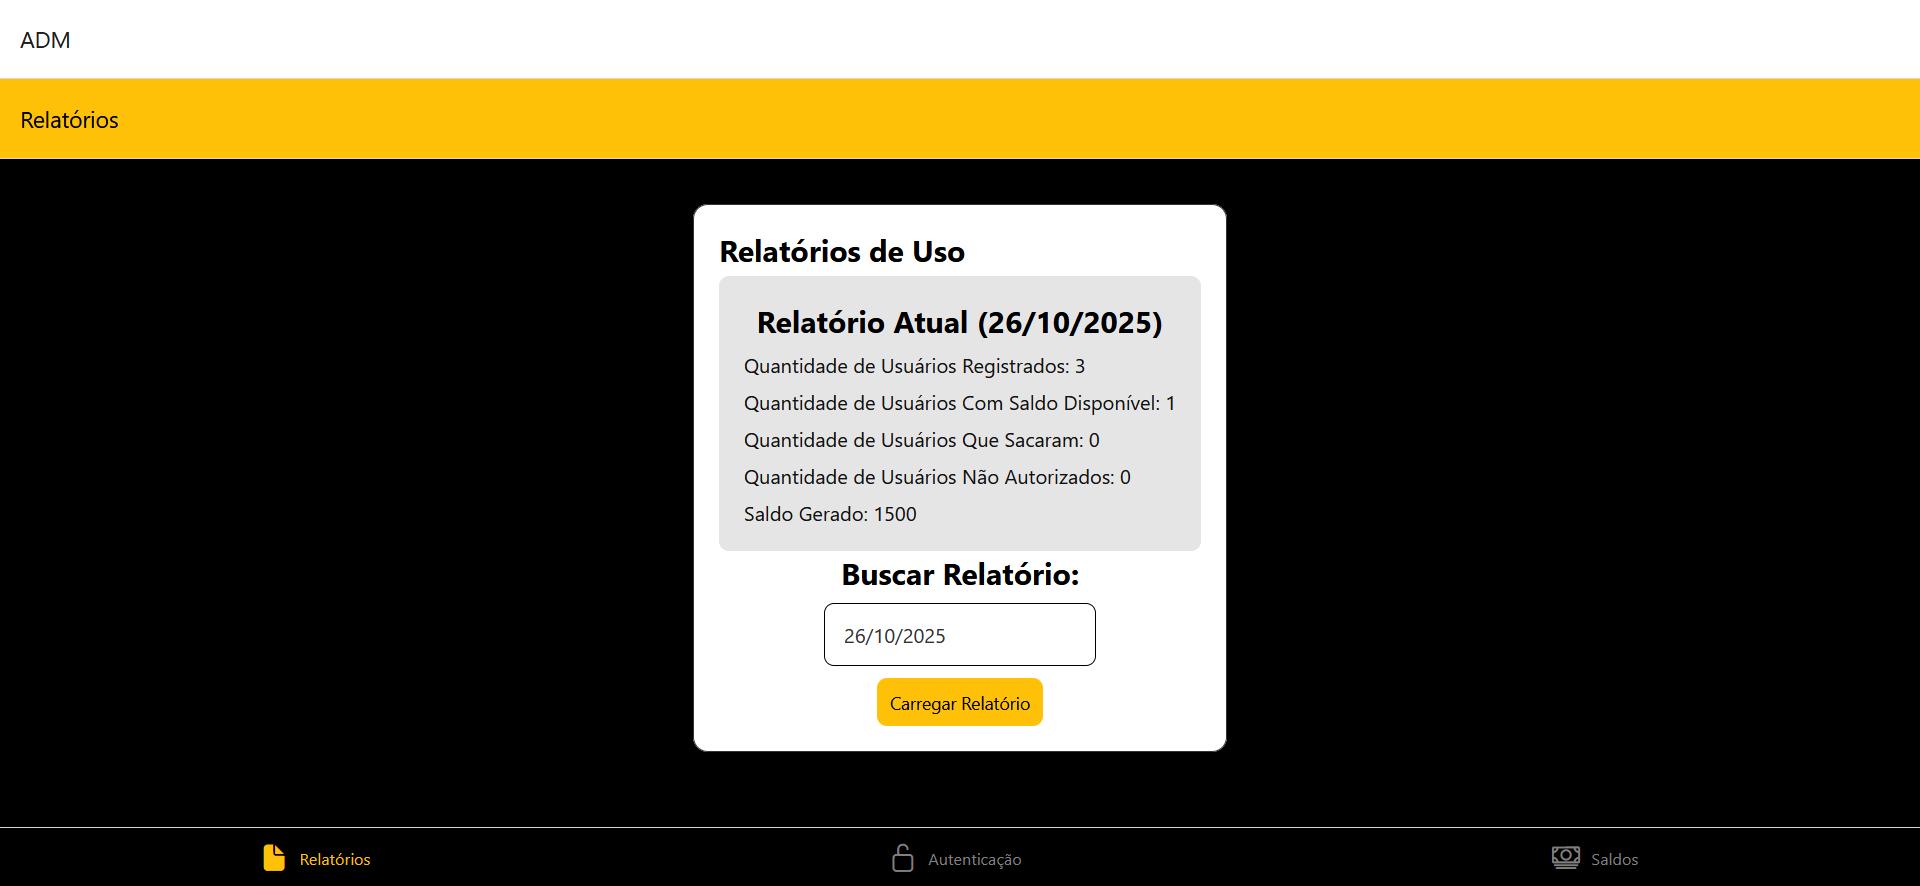 ADM
Relatórios
Relatórios de Uso
Relatório Atual (26/10/2025)
Quantidade de Usuários Registrados: 3
Quantidade de Usuários Com Saldo Disponível: 1
Quantidade de Usuários Que Sacaram: 0
Quantidade de Usuários Não Autorizados: 0
Saldo Gerado: 1500
Buscar Relatório:
26/10/2025
Carregar Relatório
Relatórios
Autenticação
Saldos